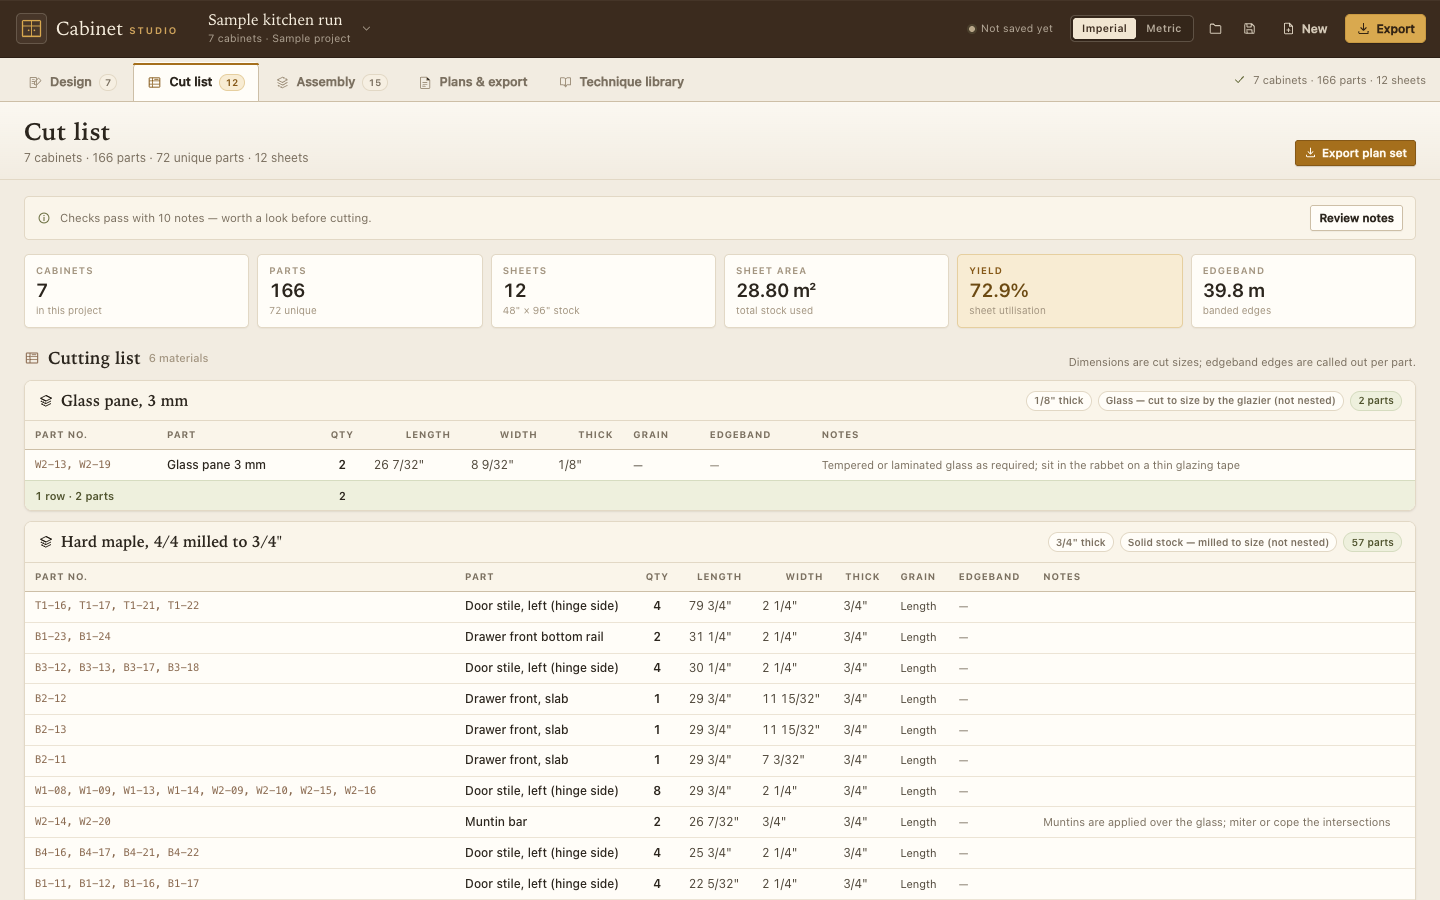 Cabinet STUDIO
Sample kitchen run
7 cabinets · Sample project
Not saved yet
Imperial Metric
New
Export
Design 7
Cut list 12
Assembly 15
Plans & export
Technique library
7 cabinets · 166 parts · 12 sheets
Cut list
7 cabinets · 166 parts · 72 unique parts · 12 sheets
Export plan set
Checks pass with 10 notes — worth a look before cutting.
Review notes
CABINETS
7
in this project
PARTS
166
72 unique
SHEETS
12
48" × 96" stock
SHEET AREA
28.80 m²
total stock used
YIELD
72.9%
sheet utilisation
EDGEBAND
39.8 m
banded edges
Cutting list 6 materials
Dimensions are cut sizes; edgeband edges are called out per part.
Glass pane, 3 mm
1/8" thick
Glass — cut to size by the glazier (not nested)
2 parts
PART NO. PART QTY LENGTH WIDTH THICK GRAIN EDGEBAND NOTES
W2-13, W2-19 Glass pane 3 mm 2 26 7/32" 8 9/32" 1/8" — — Tempered or laminated glass as required; sit in the rabbet on a thin glazing tape
1 row · 2 parts 2
Hard maple, 4/4 milled to 3/4"
3/4" thick
Solid stock — milled to size (not nested)
57 parts
PART NO. PART QTY LENGTH WIDTH THICK GRAIN EDGEBAND NOTES
T1-16, T1-17, T1-21, T1-22 Door stile, left (hinge side) 4 79 3/4" 2 1/4" 3/4" Length —
B1-23, B1-24 Drawer front bottom rail 2 31 1/4" 2 1/4" 3/4" Length —
B3-12, B3-13, B3-17, B3-18 Door stile, left (hinge side) 4 30 1/4" 2 1/4" 3/4" Length —
B2-12 Drawer front, slab 1 29 3/4" 11 15/32" 3/4" Length —
B2-13 Drawer front, slab 1 29 3/4" 11 15/32" 3/4" Length —
B2-11 Drawer front, slab 1 29 3/4" 7 3/32" 3/4" Length —
W1-08, W1-09, W1-13, W1-14, W2-09, W2-10, W2-15, W2-16 Door stile, left (hinge side) 8 29 3/4" 2 1/4" 3/4" Length —
W2-14, W2-20 Muntin bar 2 26 7/32" 3/4" 3/4" Length — Muntins are applied over the glass; miter or cope the intersections
B4-16, B4-17, B4-21, B4-22 Door stile, left (hinge side) 4 25 3/4" 2 1/4" 3/4" Length —
B1-11, B1-12, B1-16, B1-17 Door stile, left (hinge side) 4 22 5/32" 2 1/4" 3/4" Length —